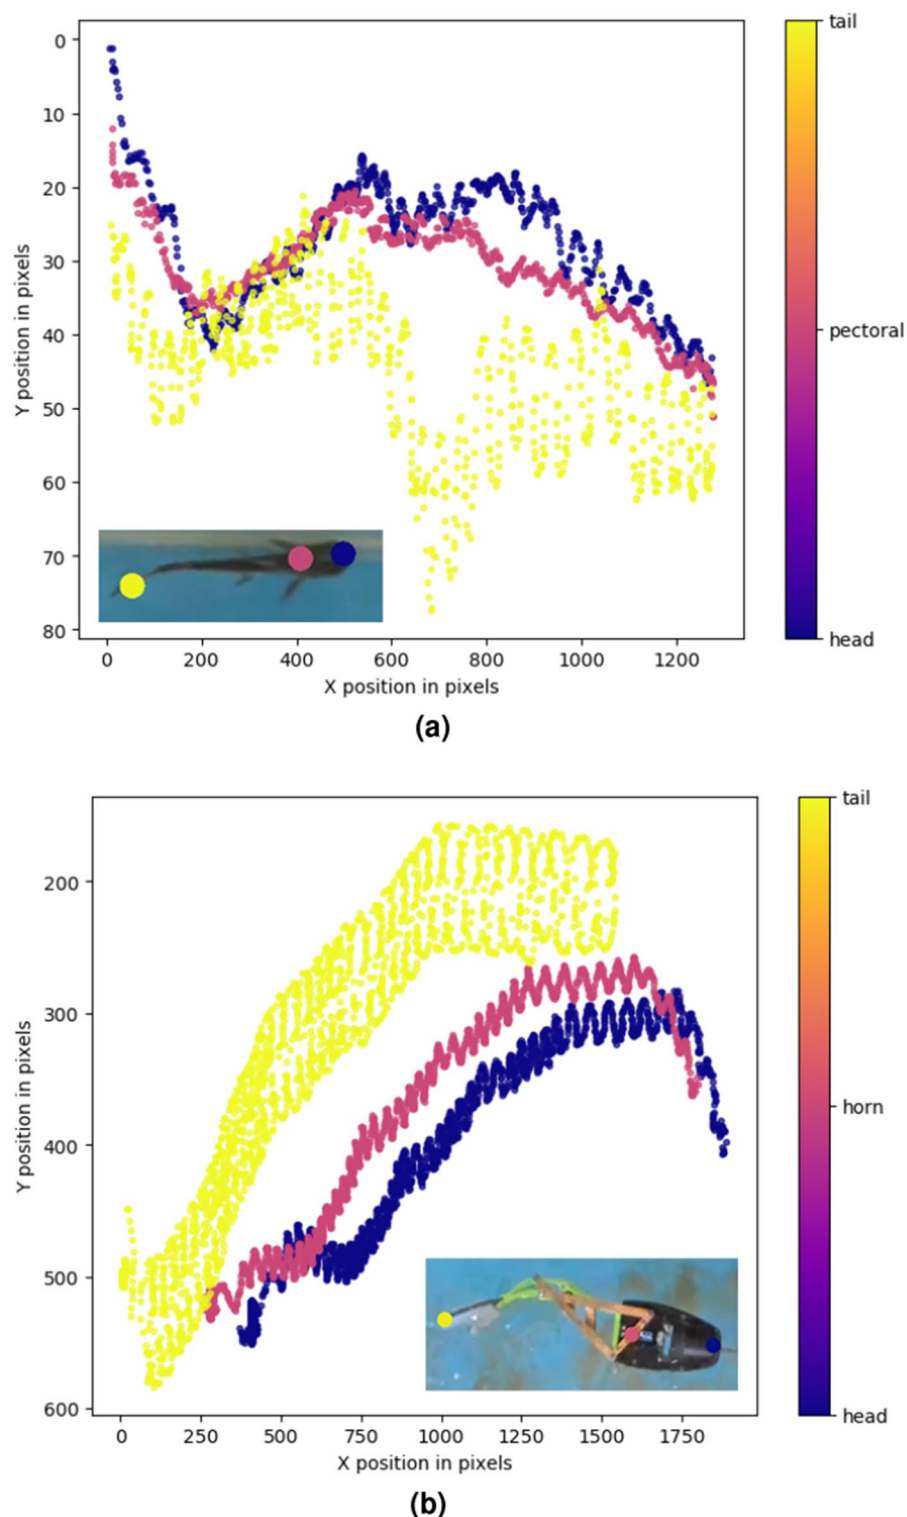 0
10
20
30
40
50
60
70
80
Y position in pixels
0 200 400 600 800 1000 1200
X position in pixels
tail
pectoral
head
(a)
200
300
400
500
600
Y position in pixels
0 250 500 750 1000 1250 1500 1750
X position in pixels
tail
horn
head
(b)